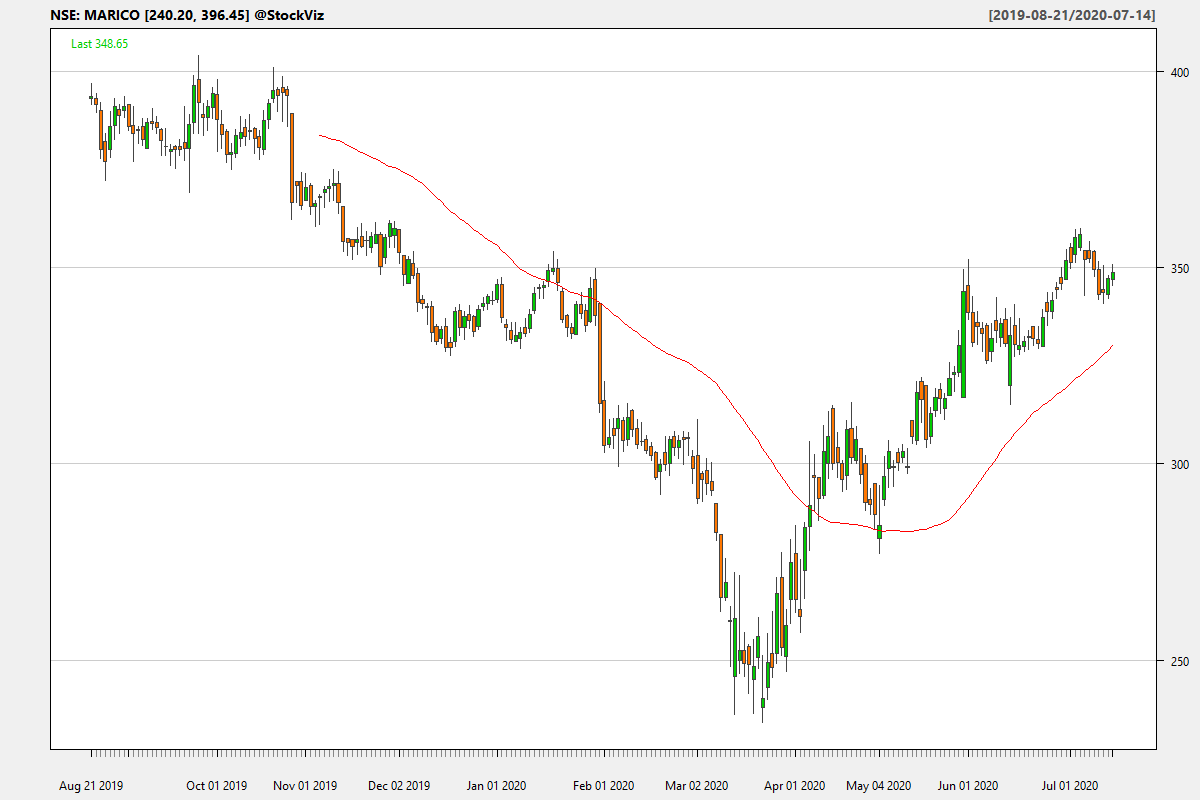 NSE: MARICO [240.20, 396.45] @StockViz
[2019-08-21/2020-07-14]
Last 348.65
400
350
300
250
Aug 21 2019 Oct 01 2019 Nov 01 2019 Dec 02 2019 Jan 01 2020 Feb 01 2020 Mar 02 2020 Apr 01 2020 May 04 2020 Jun 01 2020 Jul 01 2020